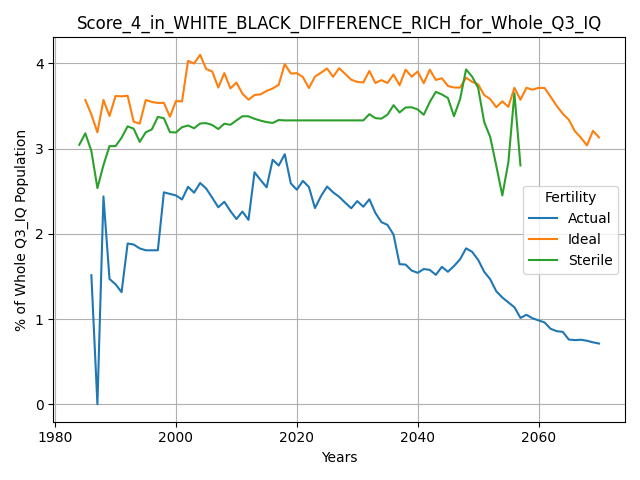 Score_4_in_WHITE_BLACK_DIFFERENCE_RICH_for_Whole_Q3_IQ
% of Whole Q3_IQ Population
4
3
2
1
0
Fertility
Actual
Ideal
Sterile
1980
2000
2020
2040
2060
Years